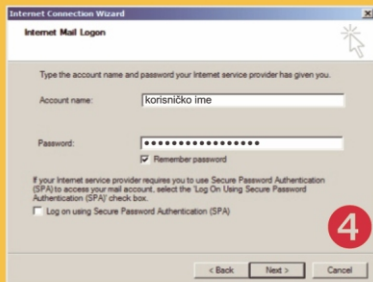 Internet Connection Wizard
Internet Mail Logon
Type the account name and password your Internet service provider has given you.
Account name: korisničko ime
Password: •••••••••••••••••
Remember password
If your Internet service provider requires you to use Secure Password Authentication
(SPA) to access your mail account, select the 'Log On Using Secure Password
Authentication (SPA)' check box.
Log on using Secure Password Authentication (SPA)
4
< Back Next > Cancel